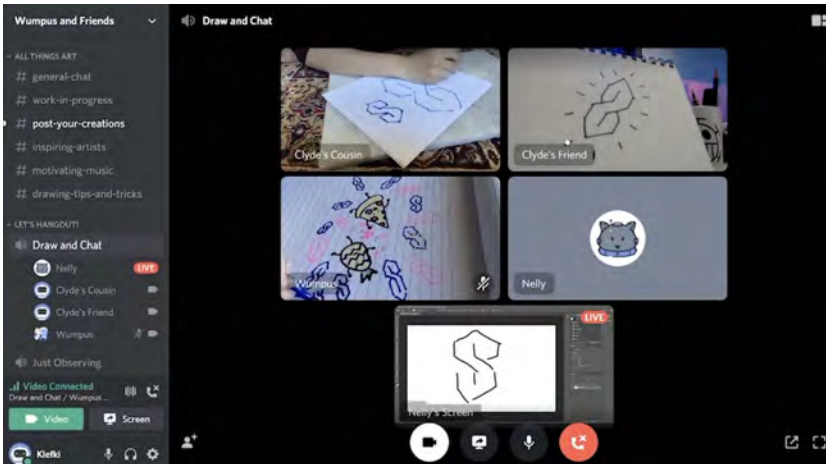 Wumpus and Friends
Draw and Chat
ALL THINGS ART
# general-chat
# work-in-progress
# post-your-creations
# inspiring-artists
# motivating-music
# drawing-tips-and-tricks
LET'S HANGOUT!
Draw and Chat
Nelly LIVE
Clyde's Cousin
Clyde's Friend
Wumpus
Just Observing
Video Connected
Draw and Chat / Wumpus ...
Video Screen
Klefki
Clyde's Cousin
Clyde's Friend
Wumpus
Nelly
LIVE
Nelly's Screen